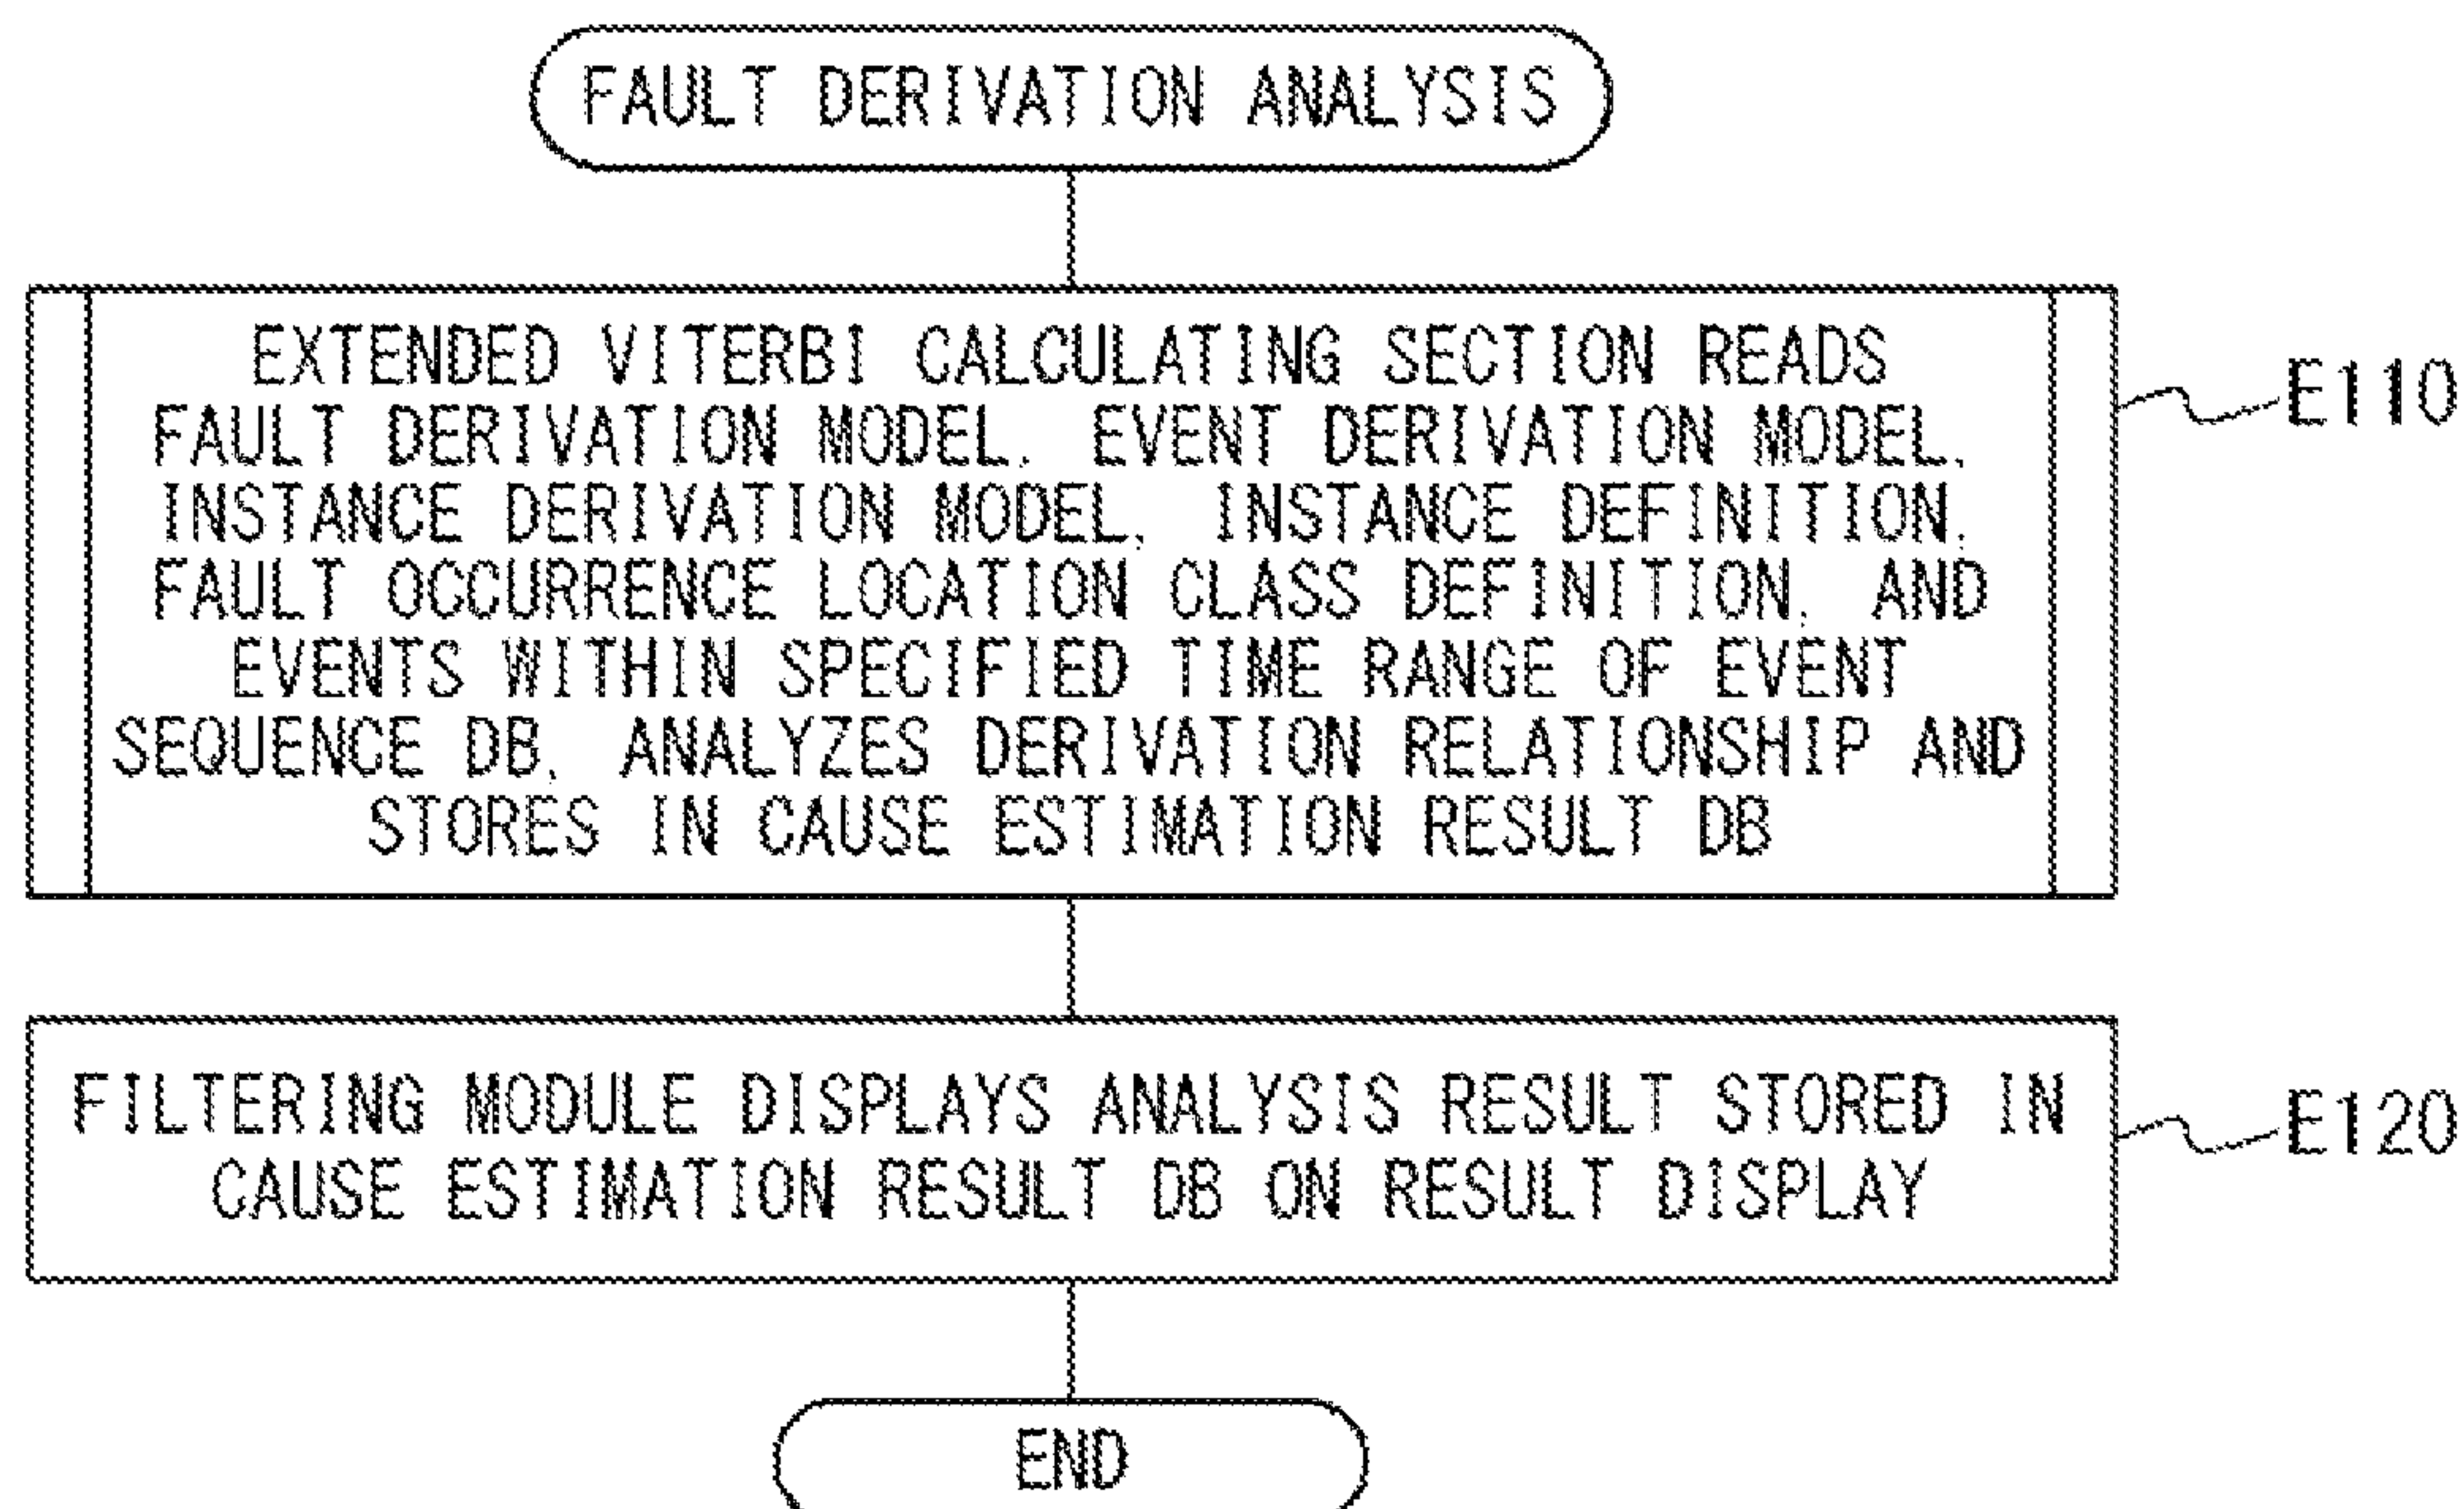 FAULT DERIVATION ANALYSIS
EXTENDED VITERBI CALCULATING SECTION READS
FAULT DERIVATION MODEL, EVENT DERIVATION MODEL,
INSTANCE DERIVATION MODEL, INSTANCE DEFINITION,
FAULT OCCURRENCE LOCATION CLASS DEFINITION, AND
EVENTS WITHIN SPECIFIED TIME RANGE OF EVENT
SEQUENCE DB, ANALYZES DERIVATION RELATIONSHIP AND
STORES IN CAUSE ESTIMATION RESULT DB
E110
FILTERING MODULE DISPLAYS ANALYSIS RESULT STORED IN
CAUSE ESTIMATION RESULT DB ON RESULT DISPLAY
E120
END